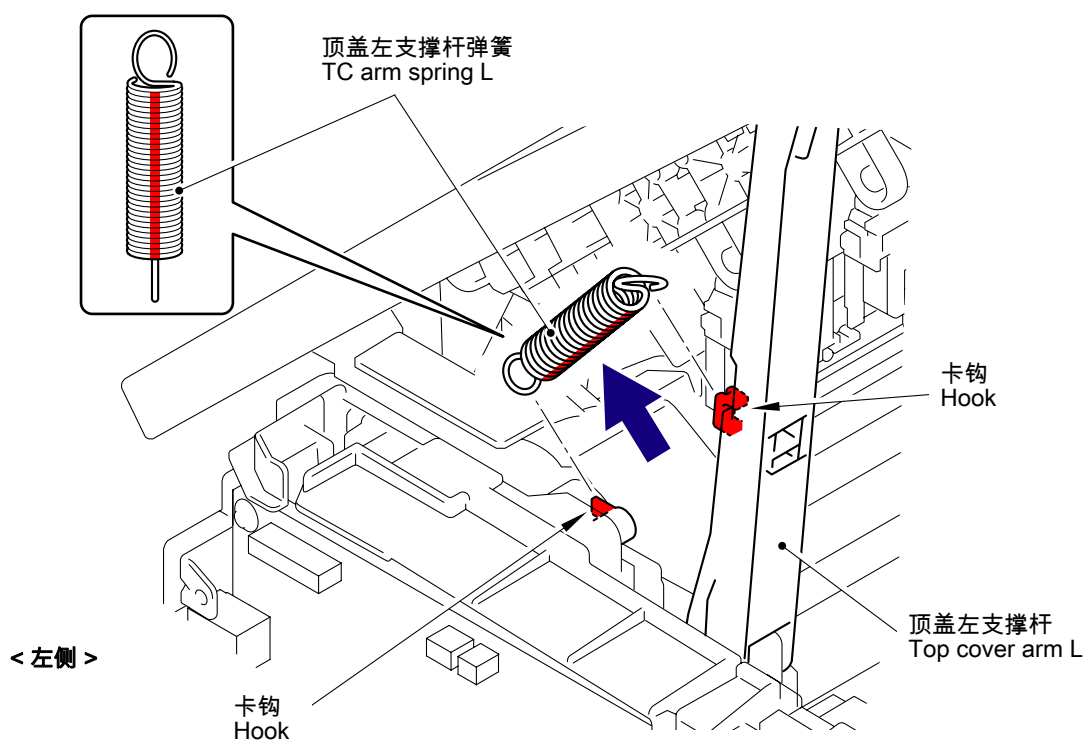 顶盖左支撑杆弹簧
TC arm spring L
卡钩
Hook
顶盖左支撑杆
Top cover arm L
< 左侧 >
卡钩
Hook